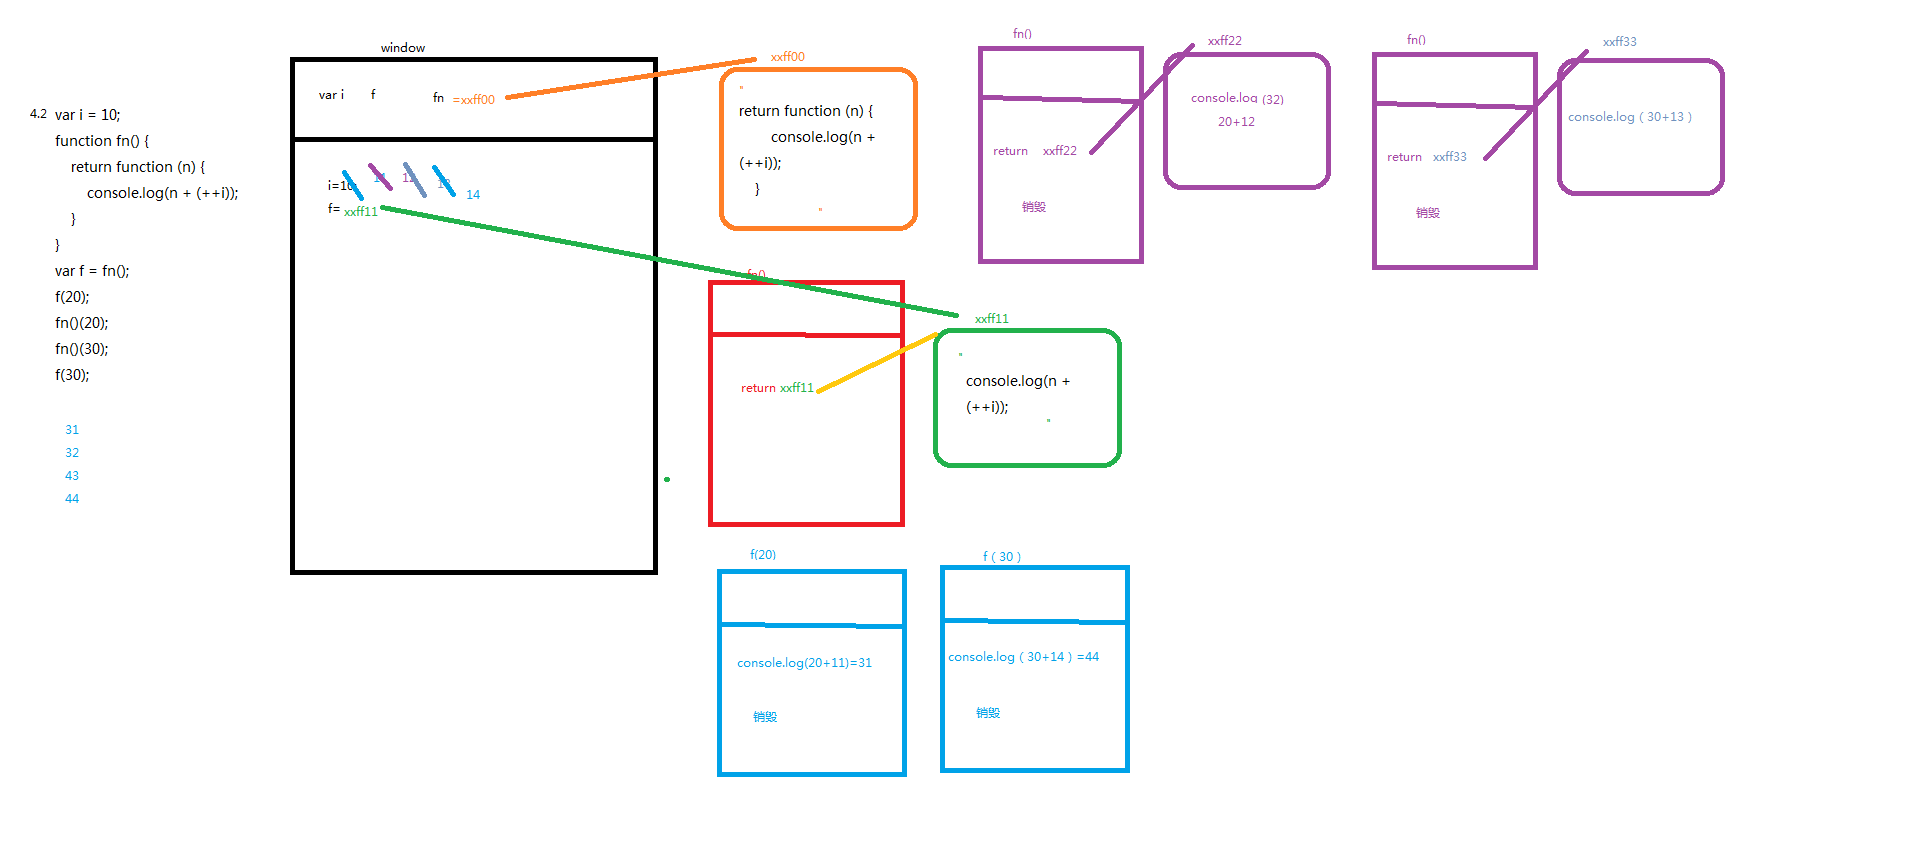 4.2 var i = 10;
function fn() {
return function (n) {
console.log(n + (++i));
}
}
var f = fn();
f(20);
fn()(20);
fn()(30);
f(30);
31
32
43
44
window
var i f fn =xxff00
i=10 11 12 13 14
f= xxff11
xxff00
"
return function (n) {
console.log(n +
(++i));
}
"
fn()
return xxff22
销毁
xxff22
console.log (32)
20+12
fn()
return xxff33
销毁
xxff33
console.log ( 30+13 )
fn()
return xxff11
xxff11
"
console.log(n +
(++i));
"
f(20)
console.log(20+11)=31
销毁
f ( 30 )
console.log ( 30+14 ) =44
销毁